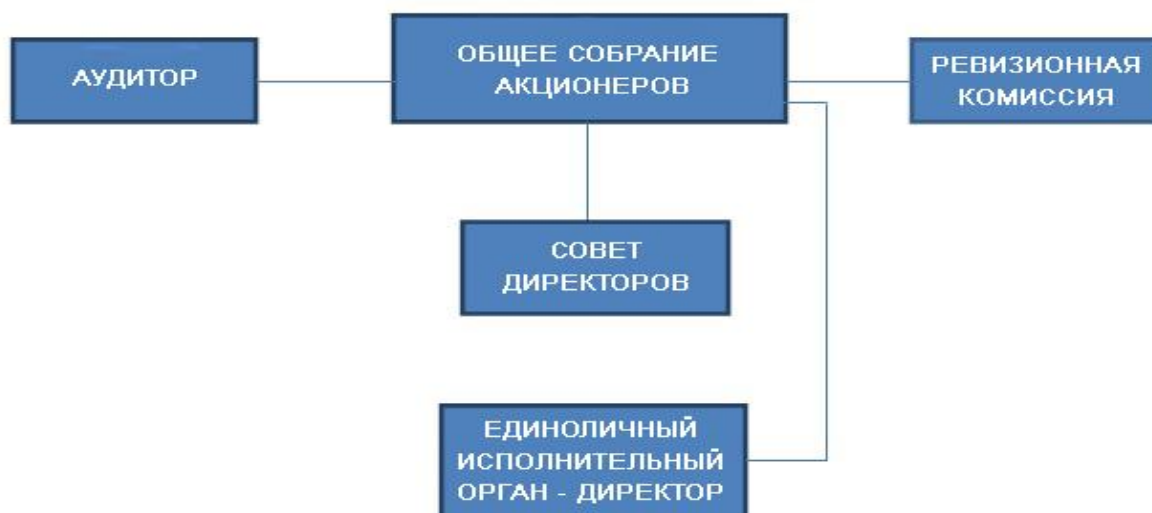 ОБЩЕЕ СОБРАНИЕ
АКЦИОНЕРОВ
АУДИТОР
РЕВИЗИОННАЯ
КОМИССИЯ
СОВЕТ
ДИРЕКТОРОВ
ЕДИНОЛИЧНЫЙ
ИСПОЛНИТЕЛЬНЫЙ
ОРГАН - ДИРЕКТОР